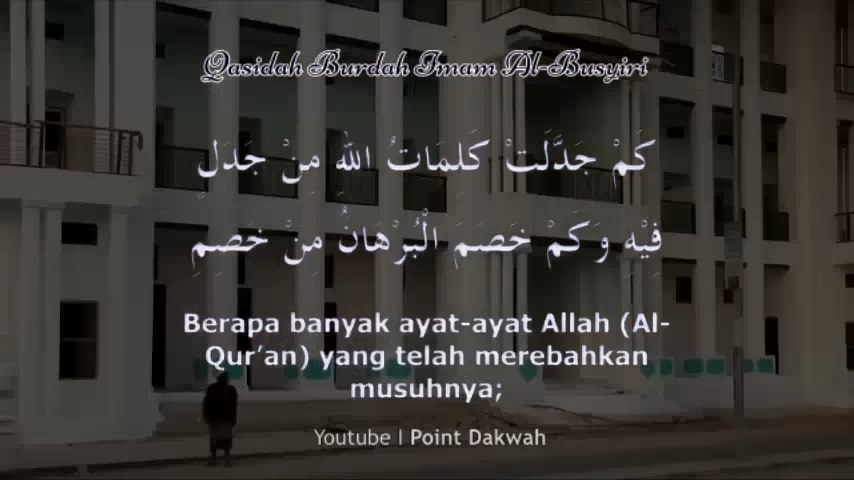 Qasidah Burdah Imam Al-Busyiri
كَمْ جَدَّلَتْ كَلِمَاتُ اللهِ مِنْ جَدَلٍ
فِيْهِ وَكَمْ خَصَمَ الْبُرْهَانُ مِنْ خَصِمِ
Berapa banyak ayat-ayat Allah (Al-
Qur’an) yang telah merebahkan
musuhnya;
Youtube | Point Dakwah